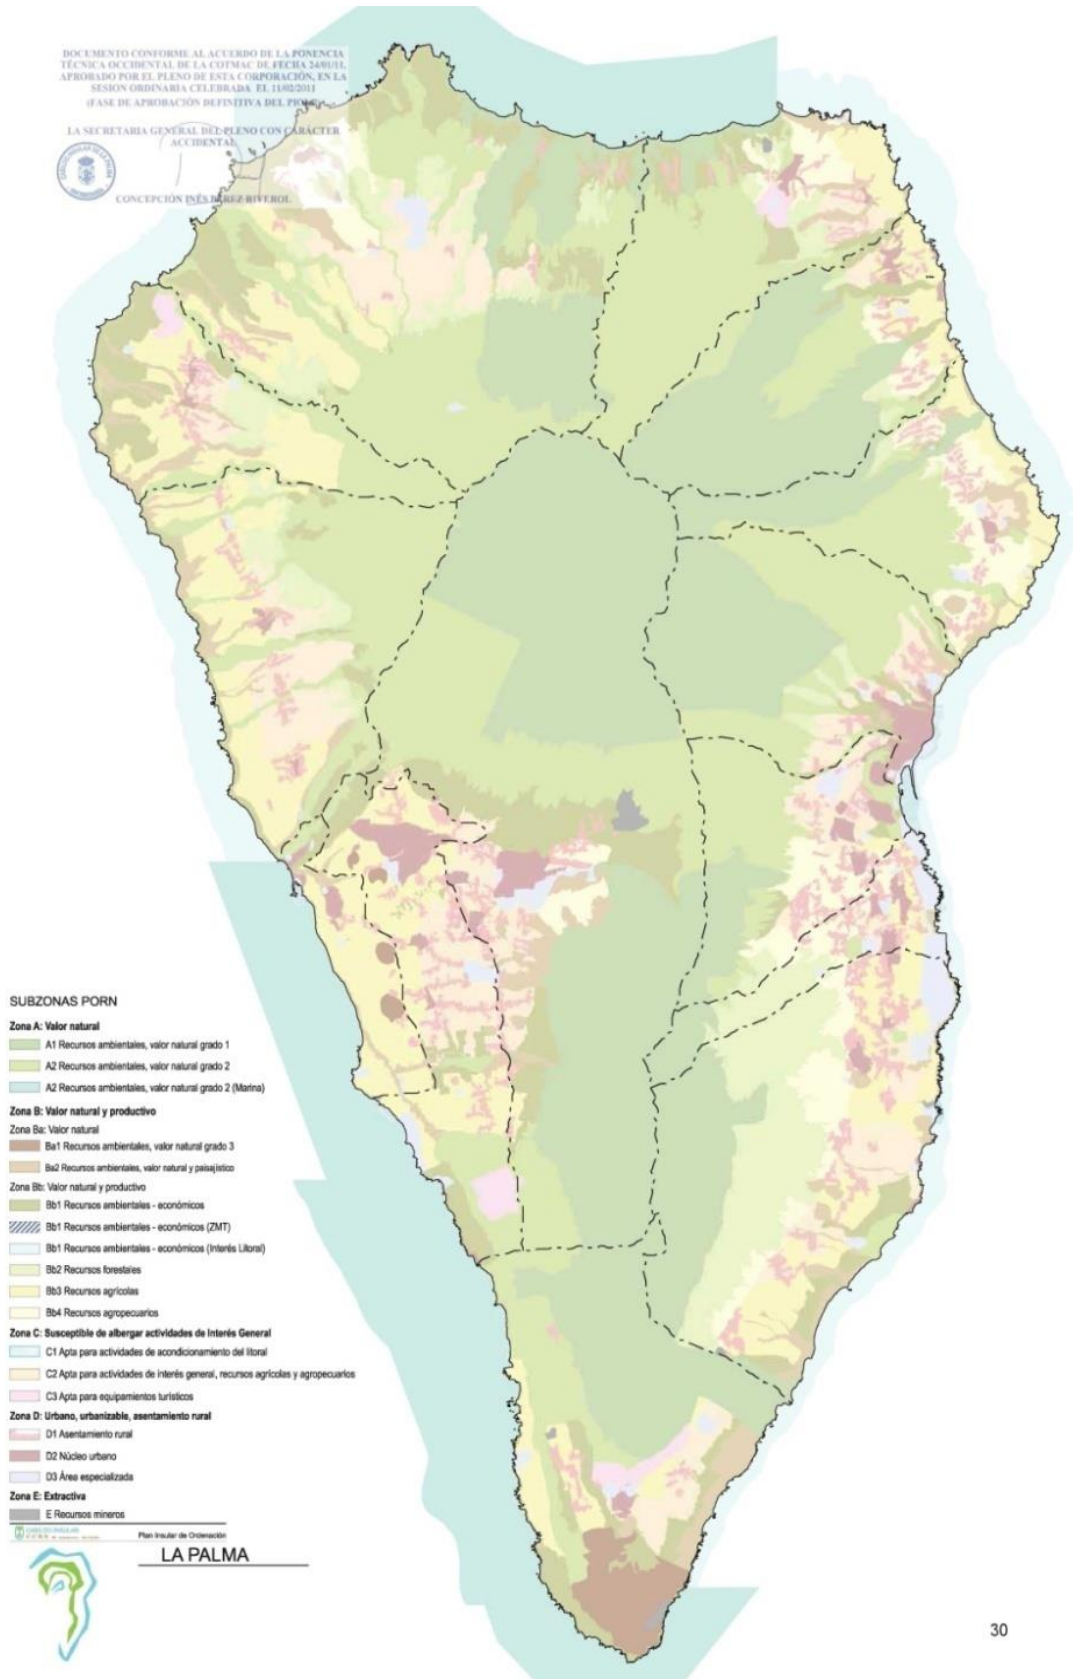 DOCUMENTO CONFORME AL ACUERDO DE LA PONENCIA
TÉCNICA OCCIDENTAL DE LA COTMAC DE FECHA 24/01/11,
APROBADO POR EL PLENO DE ESTA CORPORACIÓN, EN LA
SESION ORDINARIA CELEBRADA EL 11/02/2011
(FASE DE APROBACIÓN DEFINITIVA DEL
LA SECRETARIA GENERAL DEL PLENO CON CARÁCTER
ACCIDENTAL
CONCEPCIÓN INÉS PÉREZ RIVEROL
SUBZONAS PORN
Zona A: Valor natural
A1 Recursos ambientales, valor natural grado 1
A2 Recursos ambientales, valor natural grado 2
A2 Recursos ambientales, valor natural grado 2 (Marina)
Zona B: Valor natural y productivo
Zona Ba: Valor natural
Ba1 Recursos ambientales, valor natural grado 3
Ba2 Recursos ambientales, valor natural y paisajístico
Zona Bb: Valor natural y productivo
Bb1 Recursos ambientales - económicos
Bb1 Recursos ambientales - económicos (ZMT)
Bb1 Recursos ambientales - económicos (Interés Litoral)
Bb2 Recursos forestales
Bb3 Recursos agrícolas
Bb4 Recursos agropecuarios
Zona C: Susceptible de albergar actividades de Interés General
C1 Apta para actividades de acondicionamiento del litoral
C2 Apta para actividades de interés general, recursos agrícolas y agropecuarios
C3 Apta para equipamientos turísticos
Zona D: Urbano, urbanizable, asentamiento rural
D1 Asentamiento rural
D2 Núcleo urbano
D3 Área especializada
Zona E: Extractiva
E Recursos mineros
CABILDO INSULAR
Plan Insular de Ordenación
LA PALMA
30